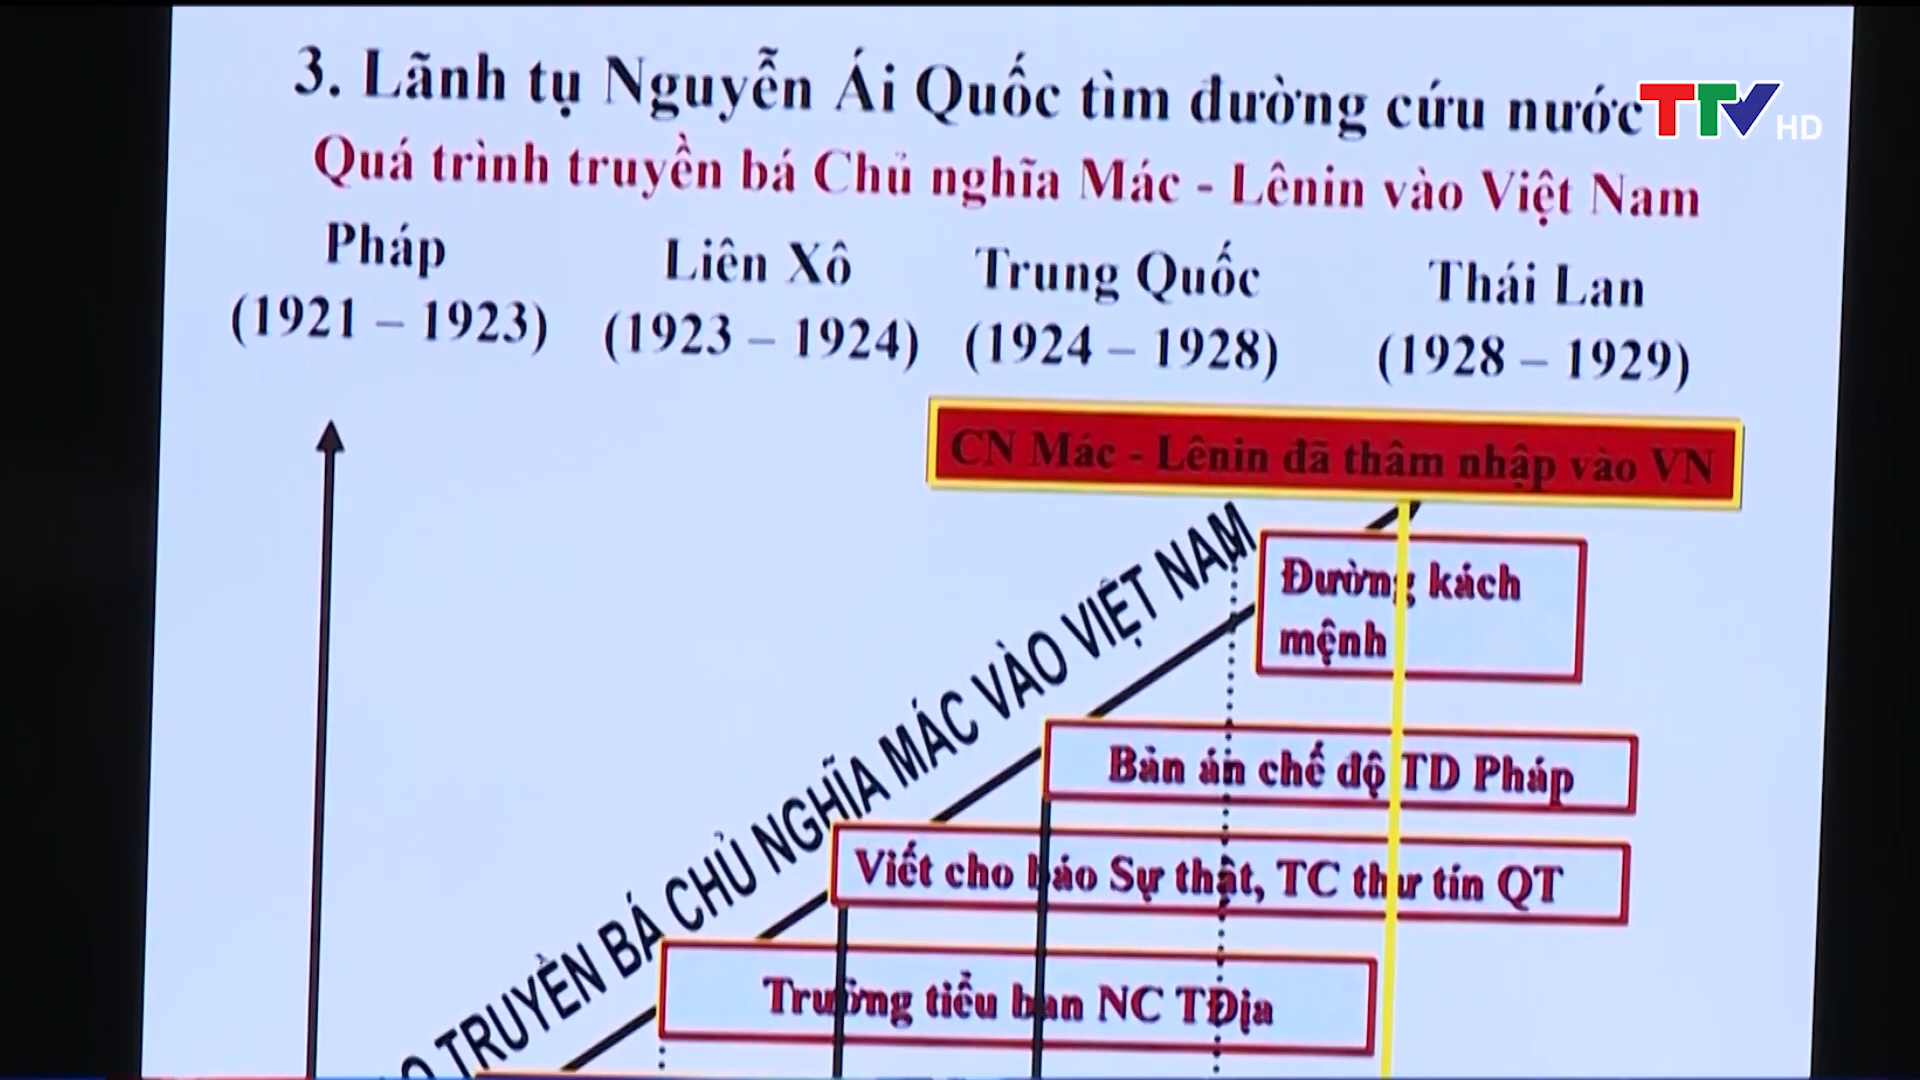 3. Lãnh tụ Nguyễn Ái Quốc tìm đường cứu nước
TTV HD
Quá trình truyền bá Chủ nghĩa Mác - Lênin vào Việt Nam
Pháp
(1921 – 1923)
Liên Xô
(1923 – 1924)
Trung Quốc
(1924 – 1928)
Thái Lan
(1928 – 1929)
CN Mác - Lênin đã thâm nhập vào VN
TRUYỀN BÁ CHỦ NGHĨA MÁC VÀO VIỆT NAM
Đường kách
mệnh
Bản án chế độ TD Pháp
Viết cho báo Sự thật, TC thư tín QT
Trưởng tiểu ban NC TĐịa